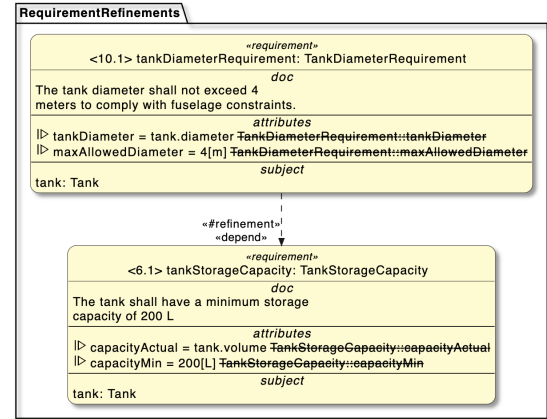 RequirementRefinements
«requirement»
<10.1> tankDiameterRequirement: TankDiameterRequirement
doc
The tank diameter shall not exceed 4
meters to comply with fuselage constraints.
attributes
tankDiameter = tank.diameter TankDiameterRequirement::tankDiameter
maxAllowedDiameter = 4[m] TankDiameterRequirement::maxAllowedDiameter
subject
tank: Tank
«#refinement»
«depend»
«requirement»
<6.1> tankStorageCapacity: TankStorageCapacity
doc
The tank shall have a minimum storage
capacity of 200 L
attributes
capacityActual = tank.volume TankStorageCapacity::capacityActual
capacityMin = 200[L] TankStorageCapacity::capacityMin
subject
tank: Tank